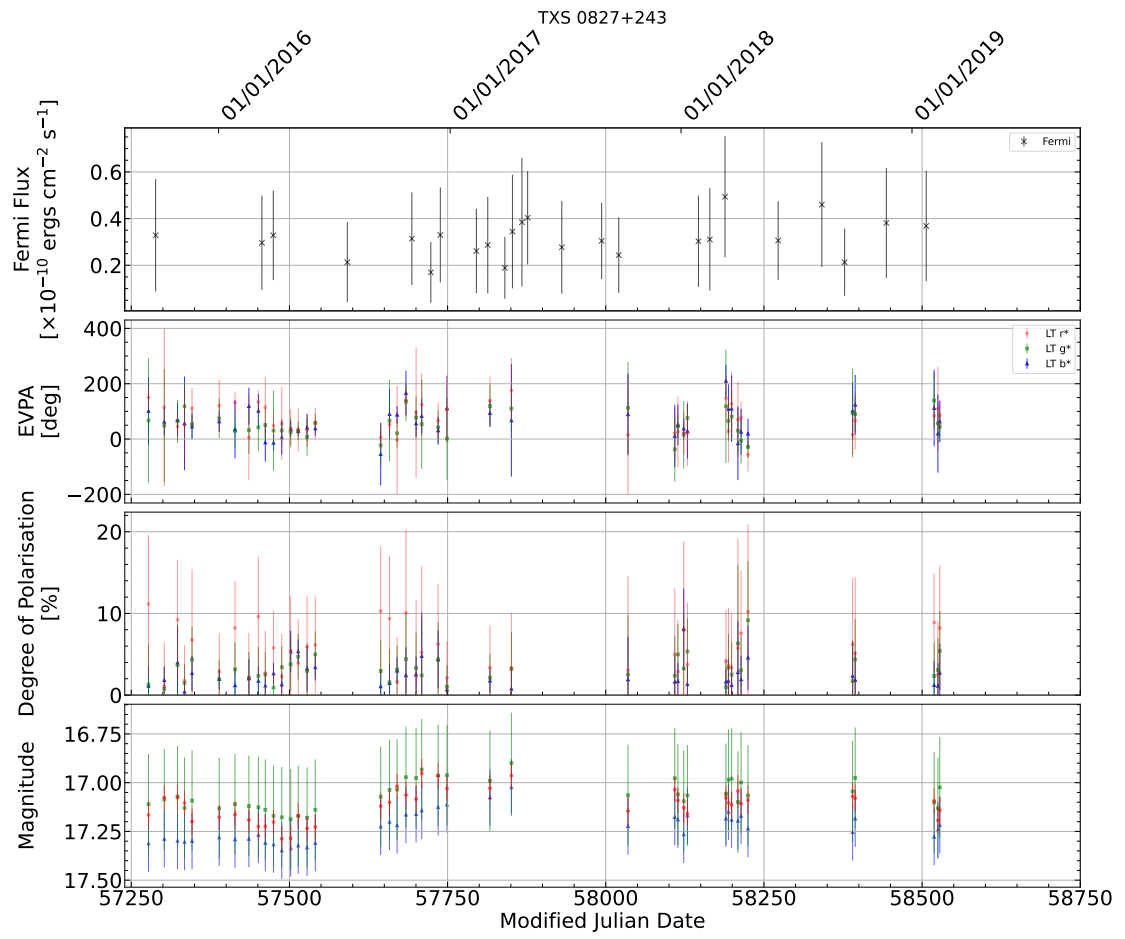 TXS 0827+243
01/01/2016
01/01/2017
01/01/2018
01/01/2019
Fermi Flux
[×10⁻¹⁰ ergs cm⁻² s⁻¹]
0.6
0.4
0.2
Fermi
EVPA
[deg]
400
200
0
−200
LT r*
LT g*
LT b*
Degree of Polarisation
[%]
20
10
0
Magnitude
16.75
17.00
17.25
17.50
57250 57500 57750 58000 58250 58500 58750
Modified Julian Date